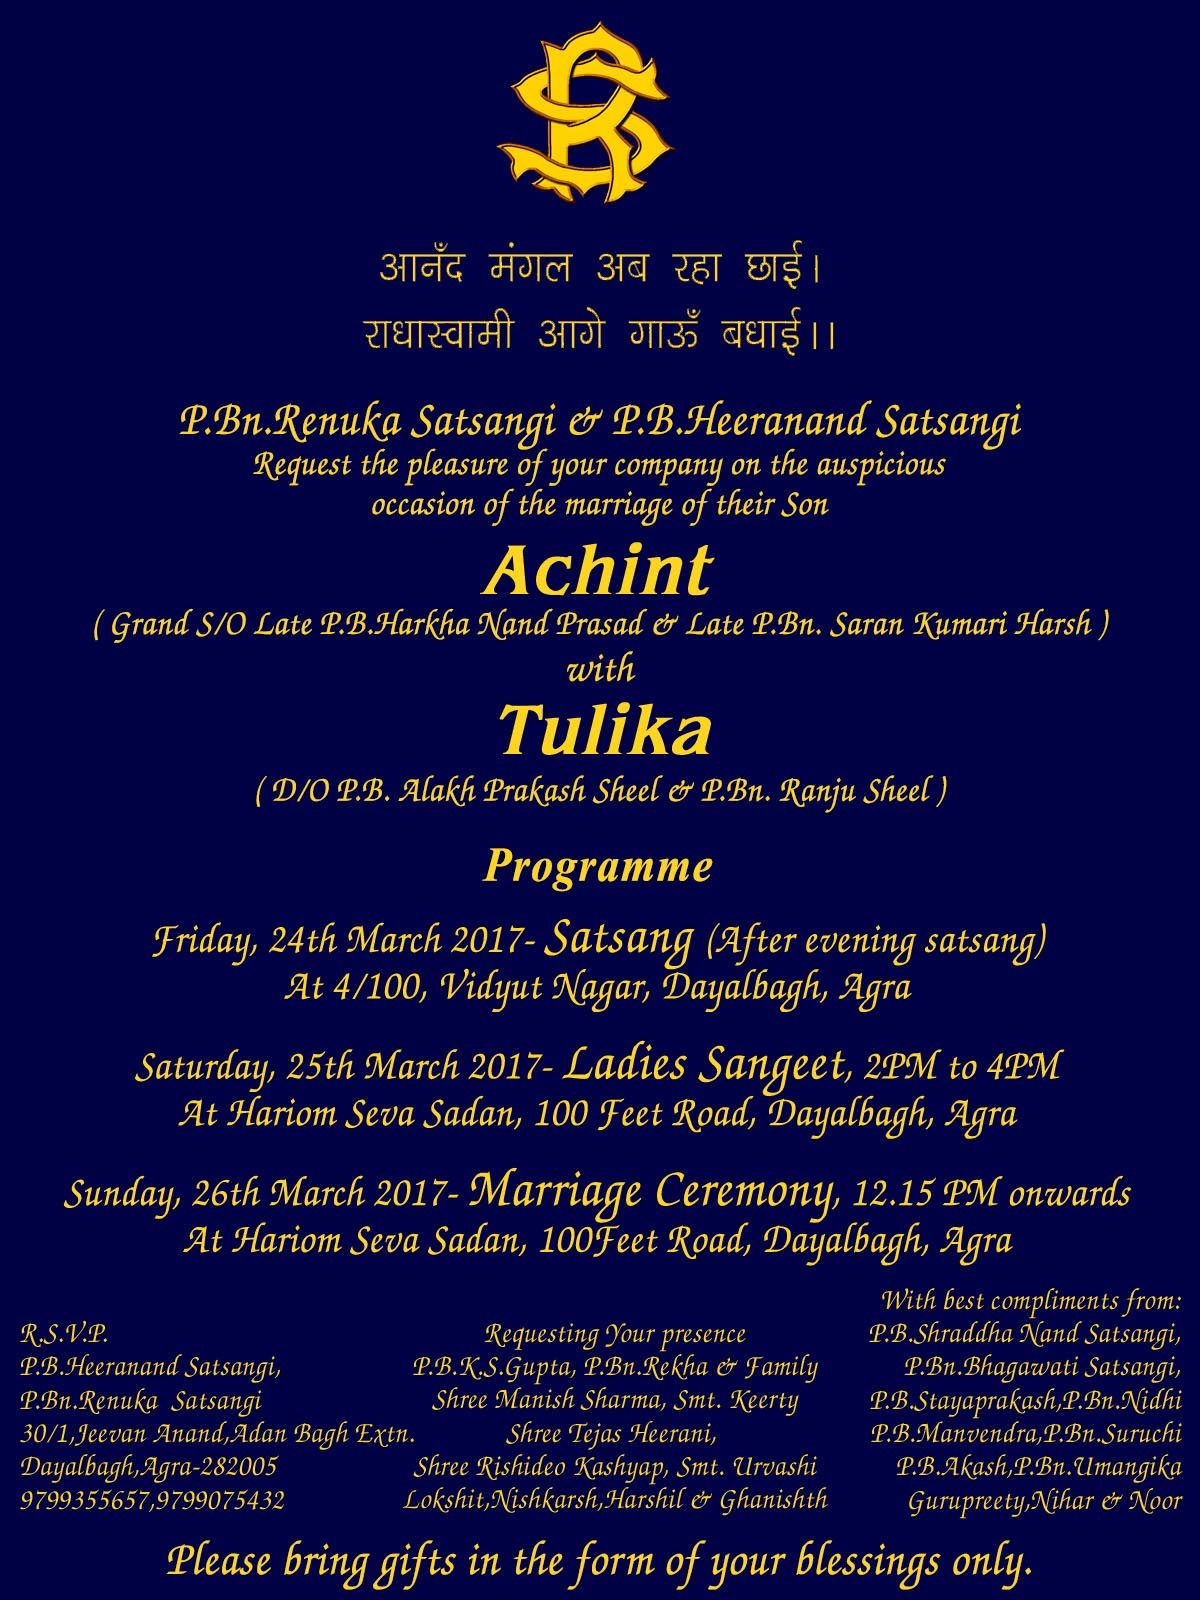 आनँद मंगल अब रहा छाई।
राधास्वामी आगे गाऊँ बधाई।।
P.Bn.Renuka Satsangi & P.B.Heeranand Satsangi
Request the pleasure of your company on the auspicious
occasion of the marriage of their Son
Achint
( Grand S/O Late P.B.Harkha Nand Prasad & Late P.Bn. Saran Kumari Harsh )
with
Tulika
( D/O P.B. Alakh Prakash Sheel & P.Bn. Ranju Sheel )
Programme
Friday, 24th March 2017- Satsang (After evening satsang)
At 4/100, Vidyut Nagar, Dayalbagh, Agra
Saturday, 25th March 2017- Ladies Sangeet, 2PM to 4PM
At Hariom Seva Sadan, 100 Feet Road, Dayalbagh, Agra
Sunday, 26th March 2017- Marriage Ceremony, 12.15 PM onwards
At Hariom Seva Sadan, 100Feet Road, Dayalbagh, Agra
R.S.V.P.
P.B.Heeranand Satsangi,
P.Bn.Renuka Satsangi
30/1,Jeevan Anand,Adan Bagh Extn.
Dayalbagh,Agra-282005
9799355657,9799075432
Requesting Your presence
P.B.K.S.Gupta, P.Bn.Rekha & Family
Shree Manish Sharma, Smt. Keerty
Shree Tejas Heerani,
Shree Rishideo Kashyap, Smt. Urvashi
Lokshit,Nishkarsh,Harshil & Ghanishth
With best compliments from:
P.B.Shraddha Nand Satsangi,
P.Bn.Bhagawati Satsangi,
P.B.Stayaprakash,P.Bn.Nidhi
P.B.Manvendra,P.Bn.Suruchi
P.B.Akash,P.Bn.Umangika
Gurupreety,Nihar & Noor
Please bring gifts in the form of your blessings only.